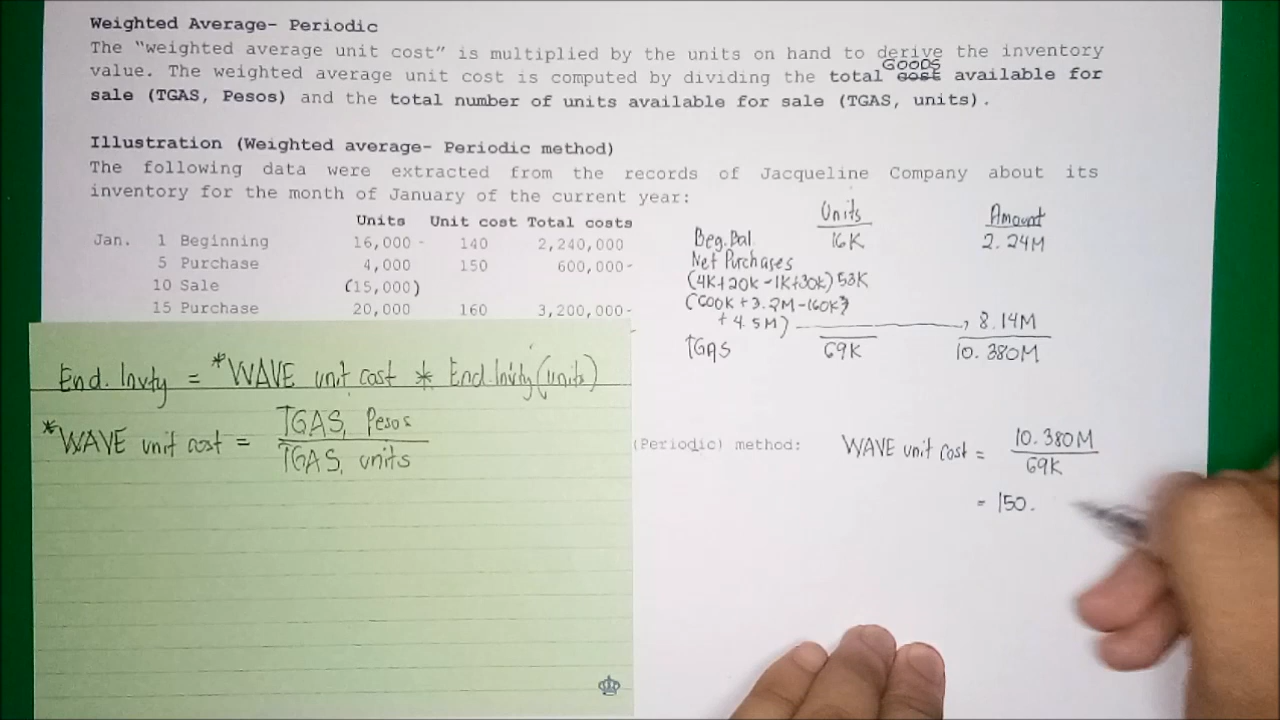 Weighted Average- Periodic
The "weighted average unit cost" is multiplied by the units on hand to derive the inventory
GOODS
value. The weighted average unit cost is computed by dividing the total cost available for
sale (TGAS, Pesos) and the total number of units available for sale (TGAS, units).
Illustration (Weighted average- Periodic method)
The following data were extracted from the records of Jacqueline Company about its
inventory for the month of January of the current year:
Units Unit cost Total costs
Jan. 1 Beginning 16,000 - 140 2,240,000
5 Purchase 4,000 150 600,000-
10 Sale (15,000)
15 Purchase 20,000 160 3,200,000-
Units Amount
Beg. Bal. 16K 2.24M
Net Purchases
(4K+20K-1K+30K) 53K
(600K+3.2M-160K
+4.5M) 8.14M
TGAS 69K 10.380M
End. Invty = *WAVE unit cost * End. Invty (units)
*WAVE unit cost = TGAS, Pesos
TGAS, units
(Periodic) method:
WAVE unit cost = 10.380M
69K
= 150.